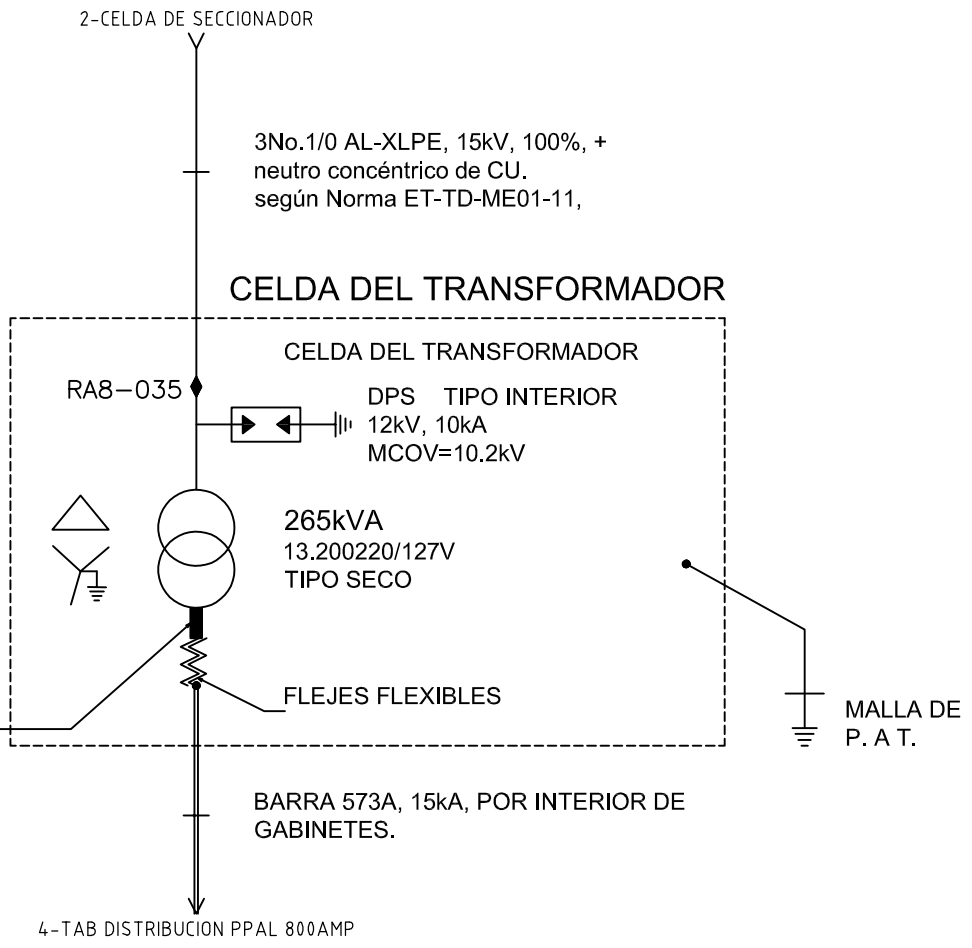 2-CELDA DE SECCIONADOR
3No.1/0 AL-XLPE, 15kV, 100%, +
neutro concéntrico de CU.
según Norma ET-TD-ME01-11,
CELDA DEL TRANSFORMADOR
CELDA DEL TRANSFORMADOR
RA8-035
DPS TIPO INTERIOR
12kV, 10kA
MCOV=10.2kV
265kVA
13.200220/127V
TIPO SECO
FLEJES FLEXIBLES
MALLA DE
P. A T.
BARRA 573A, 15kA, POR INTERIOR DE
GABINETES.
4-TAB DISTRIBUCION PPAL 800AMP